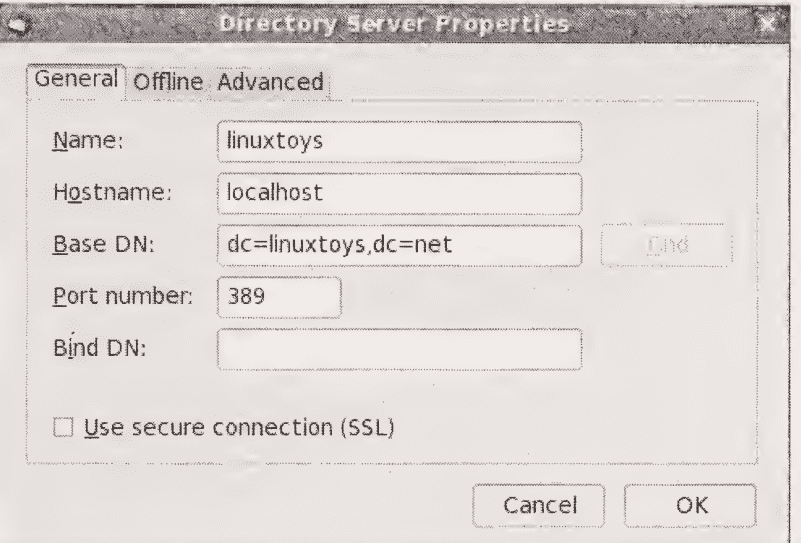 Directory Server Properties
General Offline Advanced
Name: linuxtoys
Hostname: localhost
Base DN: dc=linuxtoys,dc=net Find
Port number: 389
Bind DN:
Use secure connection (SSL)
Cancel OK